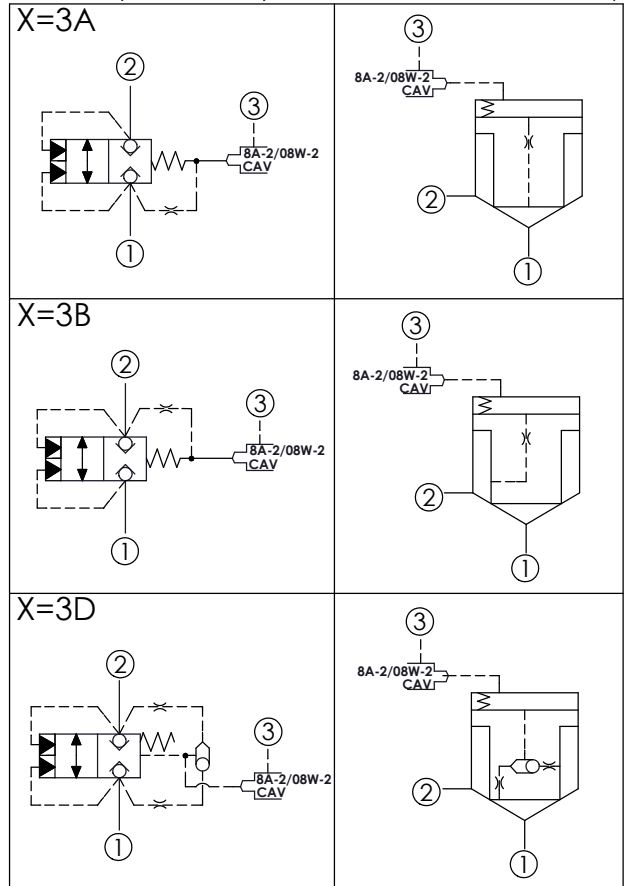 X=3A
②
③
8A-2/08W-2
CAV
①
③
8A-2/08W-2
CAV
②
①
X=3B
②
③
8A-2/08W-2
CAV
①
③
8A-2/08W-2
CAV
②
①
X=3D
②
③
8A-2/08W-2
CAV
①
③
8A-2/08W-2
CAV
②
①